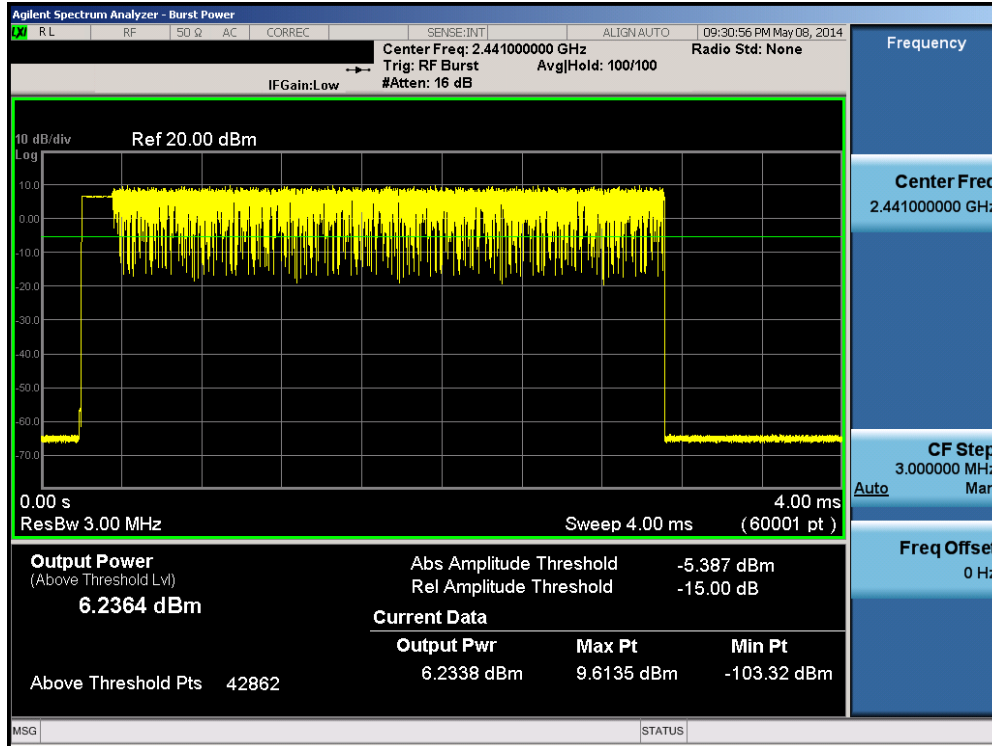 Agilent Spectrum Analyzer - Burst Power
LXI RL RF 50 Ω AC CORREC SENSE:INT ALIGN AUTO 09:30:56 PM May 08, 2014
Center Freq: 2.441000000 GHz Radio Std: None
Trig: RF Burst Avg|Hold: 100/100
IFGain:Low #Atten: 16 dB
Frequency
10 dB/div Ref 20.00 dBm
Log
10.0
0.00
-10.0
-20.0
-30.0
-40.0
-50.0
-60.0
-70.0
0.00 s 4.00 ms
ResBw 3.00 MHz Sweep 4.00 ms (60001 pt)
Center Freq
2.441000000 GHz
CF Step
3.000000 MHz
Auto Man
Freq Offset
0 Hz
Output Power
(Above Threshold Lvl)
6.2364 dBm
Above Threshold Pts 42862
Abs Amplitude Threshold -5.387 dBm
Rel Amplitude Threshold -15.00 dB
Current Data
Output Pwr Max Pt Min Pt
6.2338 dBm 9.6135 dBm -103.32 dBm
MSG STATUS